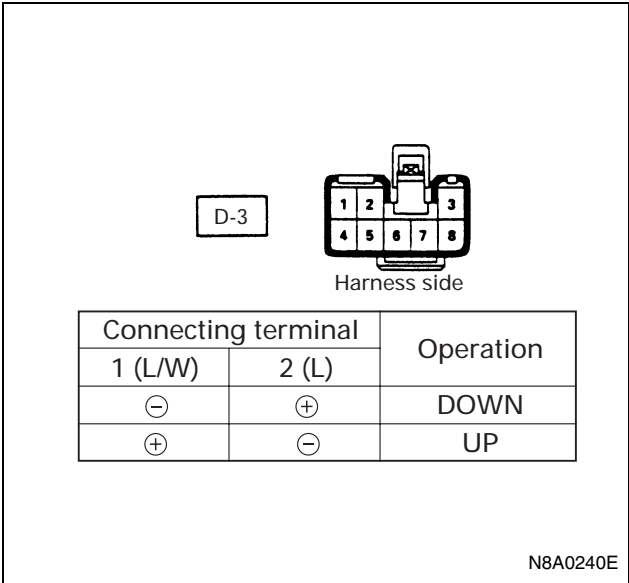 D-3
1 2 3
4 5 6 7 8
Harness side
Connecting terminal Operation
1 (L/W) 2 (L)
⊖ ⊕ DOWN
⊕ ⊖ UP
N8A0240E